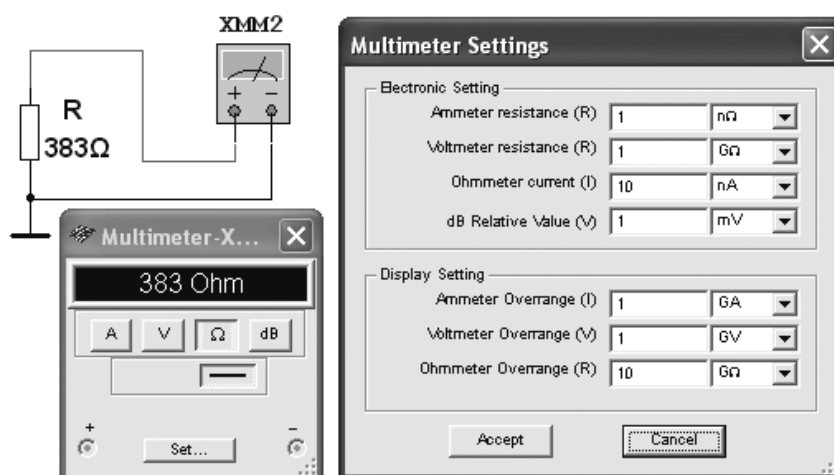 XMM2
+ −
R
383Ω
Multimeter-X...
383 Ohm
A V Ω dB
+ −
Set...
Multimeter Settings
Electronic Setting
Ammeter resistance (R) 1 nΩ
Voltmeter resistance (R) 1 GΩ
Ohmmeter current (I) 10 nA
dB Relative Value (V) 1 mV
Display Setting
Ammeter Overrange (I) 1 GA
Voltmeter Overrange (V) 1 GV
Ohmmeter Overrange (R) 10 GΩ
Accept Cancel